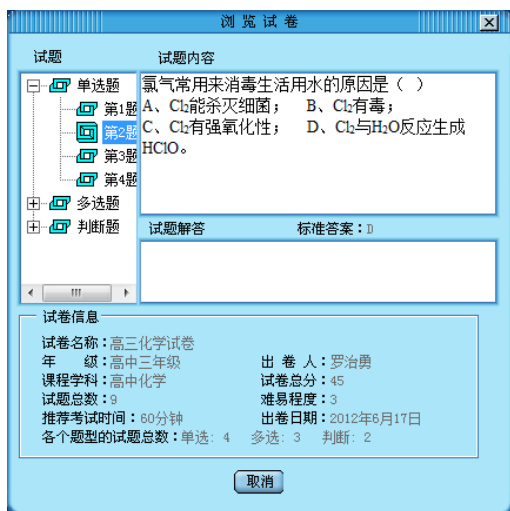 浏览试卷
试题
试题内容
单选题
第1题
第2题
第3题
第4题
多选题
判断题
氯气常用来消毒生活用水的原因是（ ）
A、Cl2能杀灭细菌； B、Cl2有毒；
C、Cl2有强氧化性； D、Cl2与H2O反应生成
HClO。
试题解答 标准答案：D
试卷信息
试卷名称：高三化学试卷
年 级：高中三年级 出 卷 人：罗治勇
课程学科：高中化学 试卷总分：45
试题总数：9 难易程度：3
推荐考试时间：60分钟 出卷日期：2012年6月17日
各个题型的试题总数：单选: 4 多选: 3 判断: 2
取消